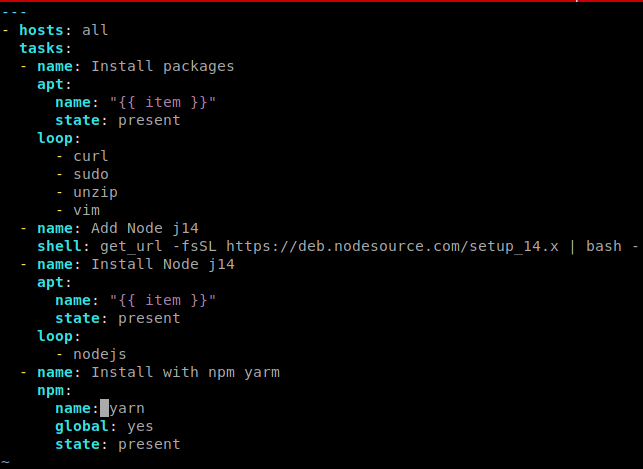 ---
- hosts: all
  tasks:
  - name: Install packages
    apt:
      name: "{{ item }}"
      state: present
    loop:
      - curl
      - sudo
      - unzip
      - vim
  - name: Add Node j14
    shell: get_url -fsSL https://deb.nodesource.com/setup_14.x | bash -
  - name: Install Node j14
    apt:
      name: "{{ item }}"
      state: present
    loop:
      - nodejs
  - name: Install with npm yarm
    npm:
      name: yarn
      global: yes
      state: present
~